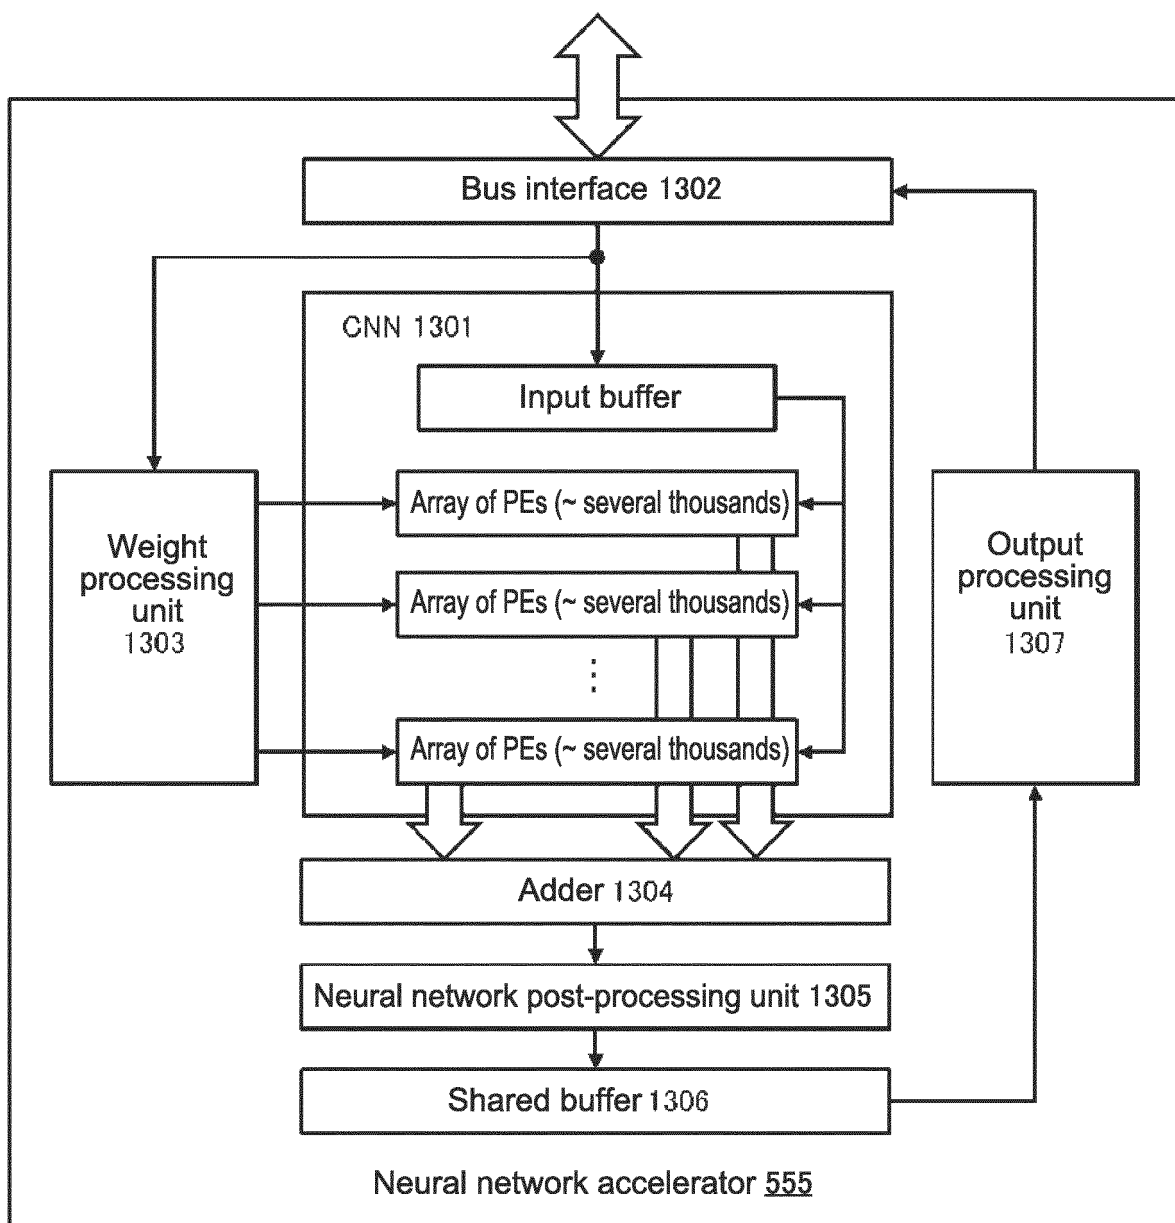 Bus interface 1302
CNN 1301
Input buffer
Array of PEs (~ several thousands)
Weight
processing
unit
1303
Array of PEs (~ several thousands)
⋮
Array of PEs (~ several thousands)
Output
processing
unit
1307
Adder 1304
Neural network post-processing unit 1305
Shared buffer 1306
Neural network accelerator 555